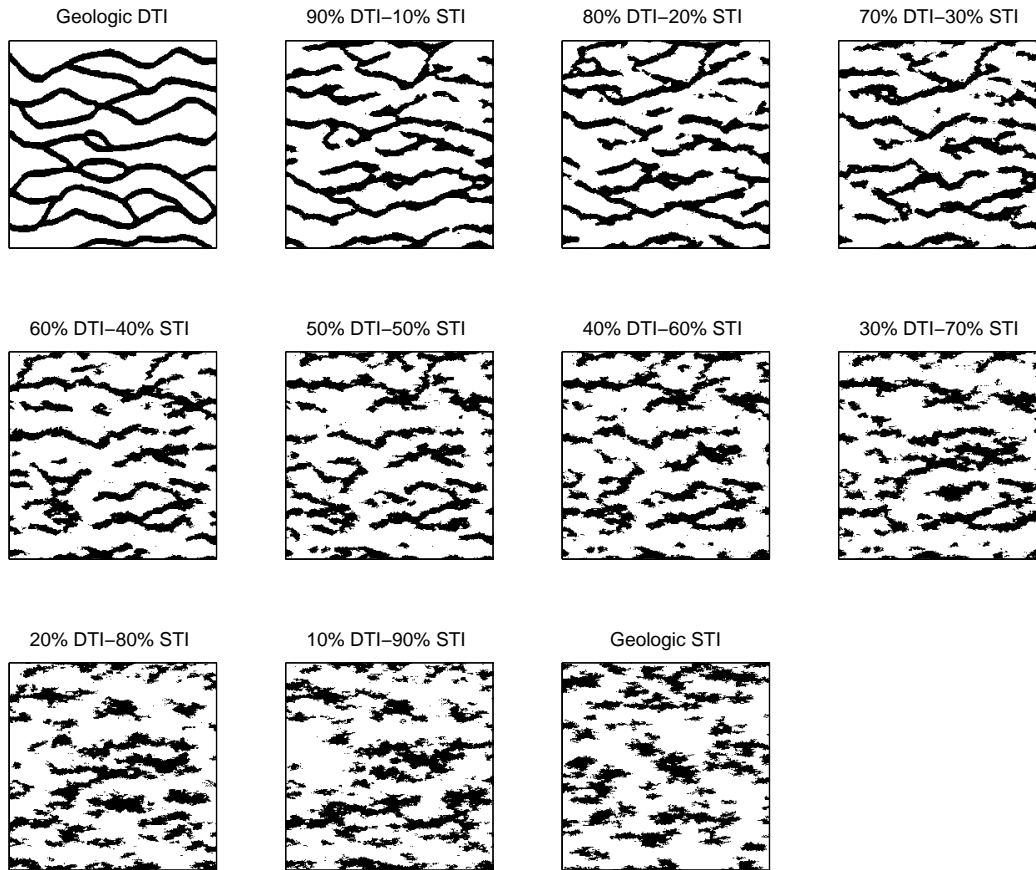 Geologic DTI
90% DTI–10% STI
80% DTI–20% STI
70% DTI–30% STI
60% DTI–40% STI
50% DTI–50% STI
40% DTI–60% STI
30% DTI–70% STI
20% DTI–80% STI
10% DTI–90% STI
Geologic STI